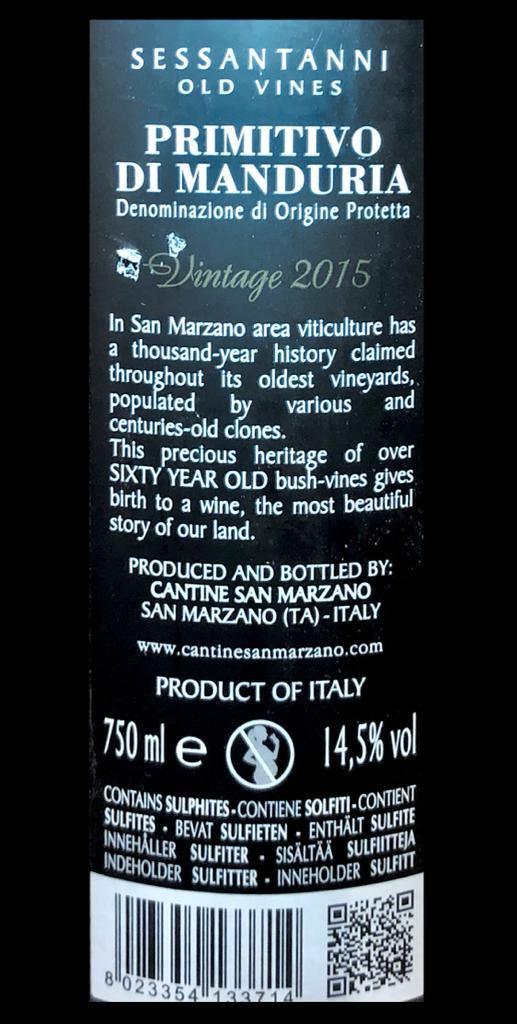 SESSANTANNI
OLD VINES
PRIMITIVO
DI MANDURIA
Denominazione di Origine Protetta
Vintage 2015
In San Marzano area viticulture has
a thousand-year history claimed
throughout its oldest vineyards,
populated by various and
centuries-old clones.
This precious heritage of over
SIXTY YEAR OLD bush-vines gives
birth to a wine, the most beautiful
story of our land.
PRODUCED AND BOTTLED BY:
CANTINE SAN MARZANO
SAN MARZANO (TA) - ITALY
www.cantinesanmarzano.com
PRODUCT OF ITALY
750 ml e 14,5% vol
CONTAINS SULPHITES - CONTIENE SOLFITI - CONTIENT
SULFITES - BEVAT SULFIETEN - ENTHÄLT SULFITE
INNEHÅLLER SULFITER - SISÄLTÄÄ SULFIITTEJA
INDEHOLDER SULFITTER - INNEHOLDER SULFITT
8 023354 133714